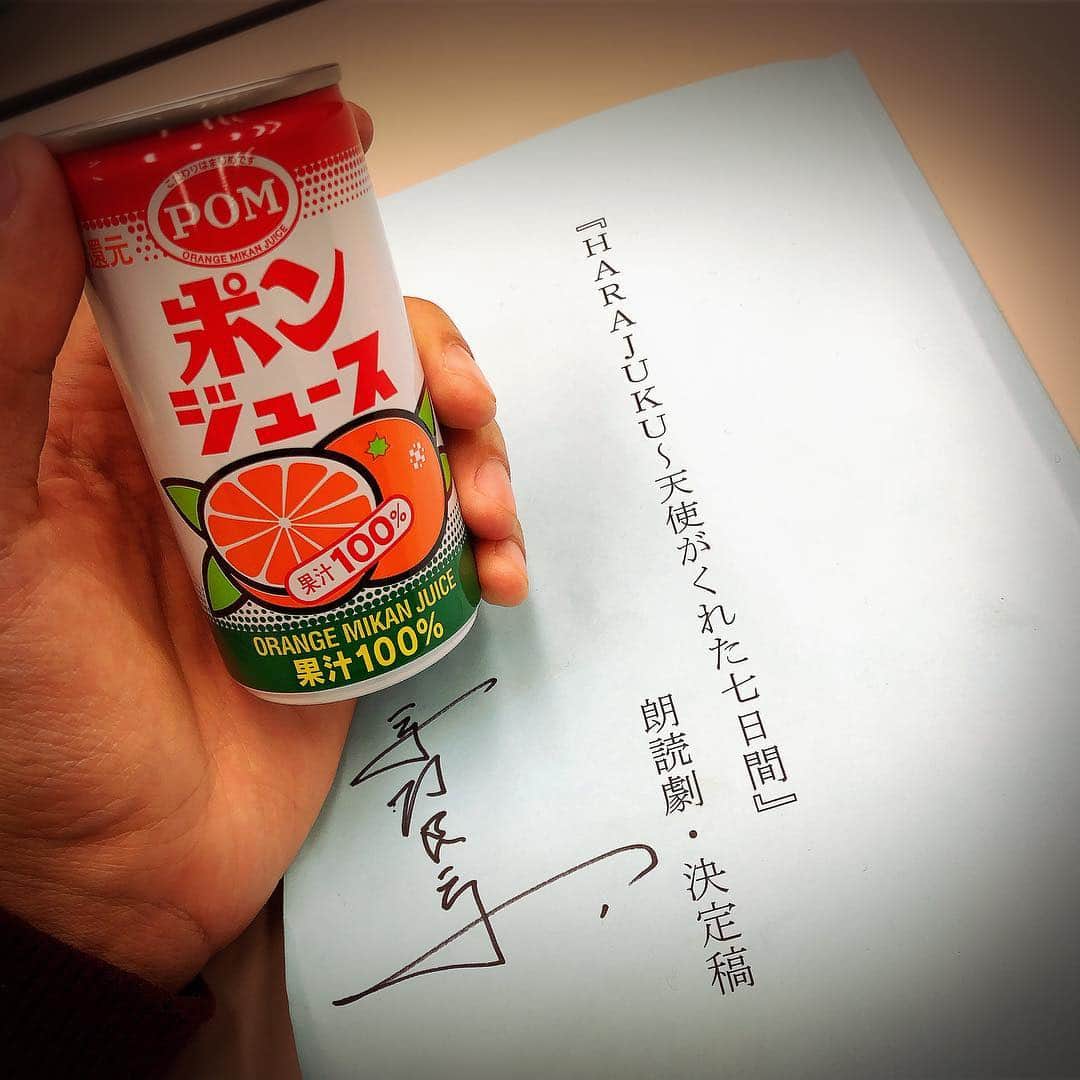 こだわりはまじめです
POM
ORANGE MIKAN JUICE
還元
ポン
ジュース
果汁100%
ORANGE MIKAN JUICE
果汁100%
『HARAJUKU～天使がくれた七日間』
朗読劇・決定稿